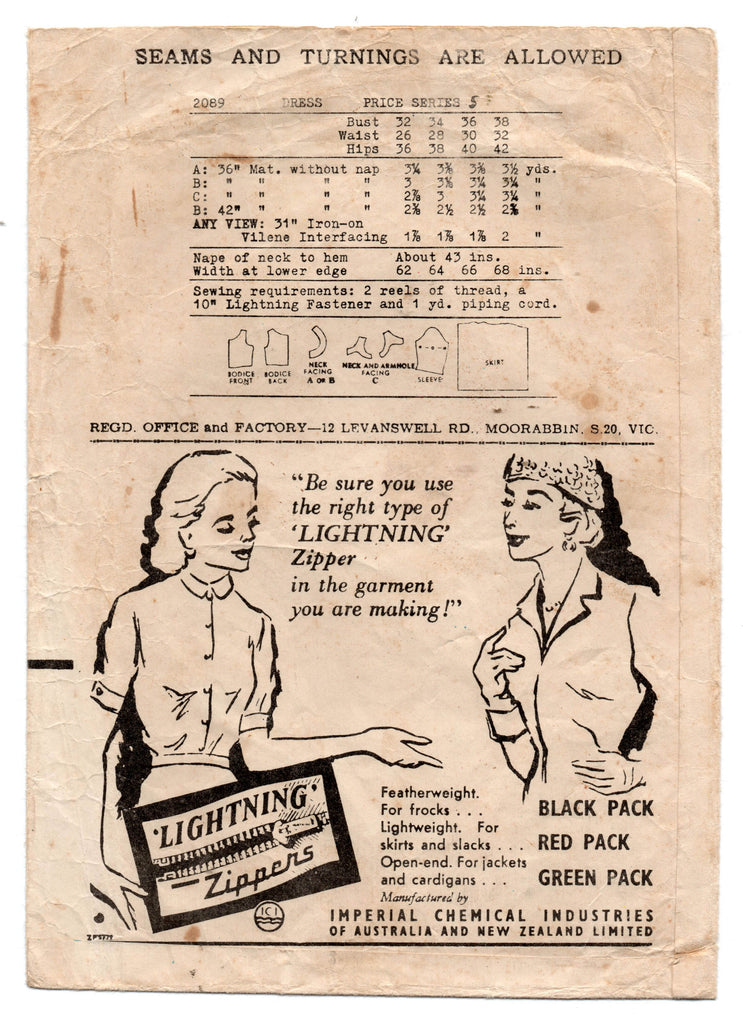 SEAMS AND TURNINGS ARE ALLOWED
2089 DRESS PRICE SERIES 5
Bust 32 34 36 38
Waist 26 28 30 32
Hips 36 38 40 42
A: 36" Mat. without nap 3¼ 3⅜ 3⅜ 3½ yds.
B: " " " " 3 3⅛ 3¼ 3¼ "
C: " " " " 2⅞ 3 3¼ 3¼ "
B: 42" " " " 2⅜ 2½ 2½ "
ANY VIEW: 31" Iron-on
Vilene Interfacing 1⅞ 1⅞ 1⅞ 2 "
Nape of neck to hem About 43 ins.
Width at lower edge 62 64 66 68 ins.
Sewing requirements: 2 reels of thread, a
10" Lightning Fastener and 1 yd. piping cord.
BODICE FRONT
BODICE BACK
NECK FACING A OR B
NECK AND ARMHOLE FACING C
SLEEVE
SKIRT
REGD. OFFICE and FACTORY—12 LEVANSWELL RD., MOORABBIN, S.20, VIC.
"Be sure you use
the right type of
'LIGHTNING'
Zipper
in the garment
you are making!"
'LIGHTNING'
Zippers
ICI
Featherweight.
For frocks . . . BLACK PACK
Lightweight. For
skirts and slacks . . . RED PACK
Open-end. For jackets
and cardigans . . . GREEN PACK
Manufactured by
IMPERIAL CHEMICAL INDUSTRIES
OF AUSTRALIA AND NEW ZEALAND LIMITED